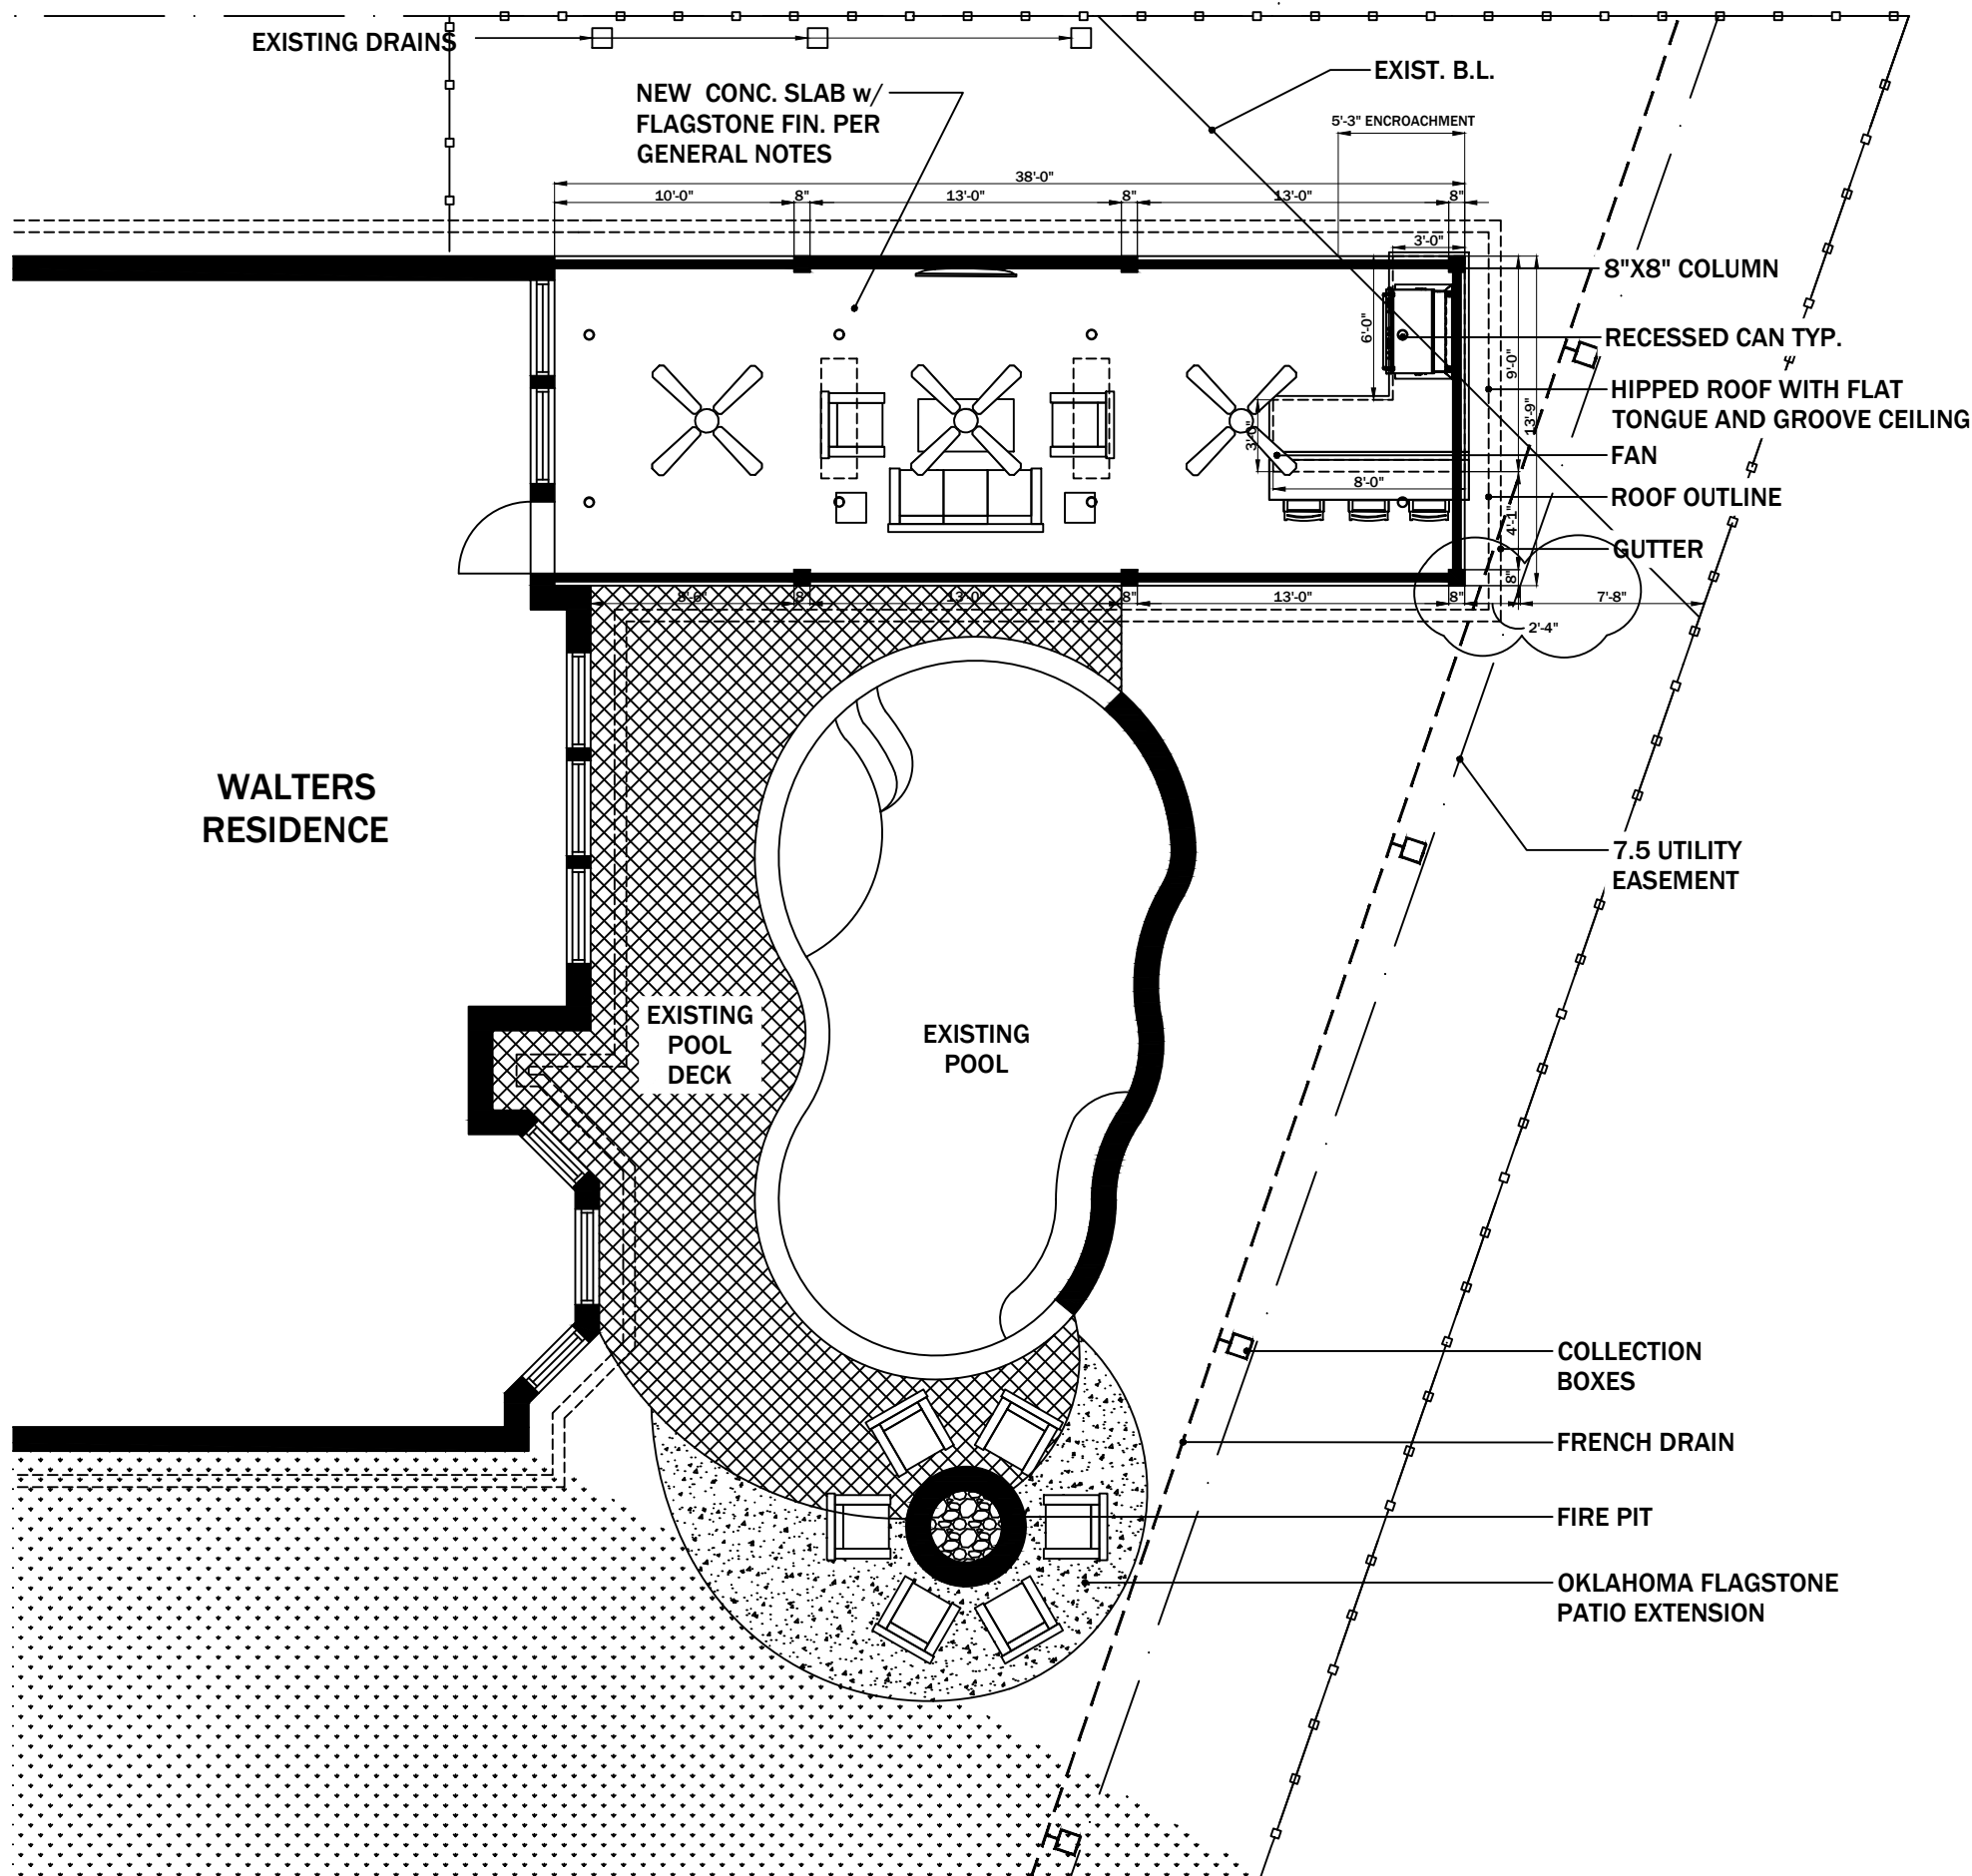 EXISTING DRAINS
NEW CONC. SLAB w/
FLAGSTONE FIN. PER
GENERAL NOTES
EXIST. B.L.
5'-3" ENCROACHMENT
38'-0"
10'-0"
8"
13'-0"
8"
13'-0"
8"
3'-0"
8"X8" COLUMN
RECESSED CAN TYP.
6'-0"
9'-0"
HIPPED ROOF WITH FLAT
TONGUE AND GROOVE CEILING
13'-9"
3'-0"
FAN
8'-0"
ROOF OUTLINE
4'-1"
GUTTER
8"
8'-6"
8"
13'-0"
8"
13'-0"
8"
7'-8"
2'-4"
WALTERS
RESIDENCE
7.5 UTILITY
EASEMENT
EXISTING
POOL
DECK
EXISTING
POOL
COLLECTION
BOXES
FRENCH DRAIN
FIRE PIT
OKLAHOMA FLAGSTONE
PATIO EXTENSION